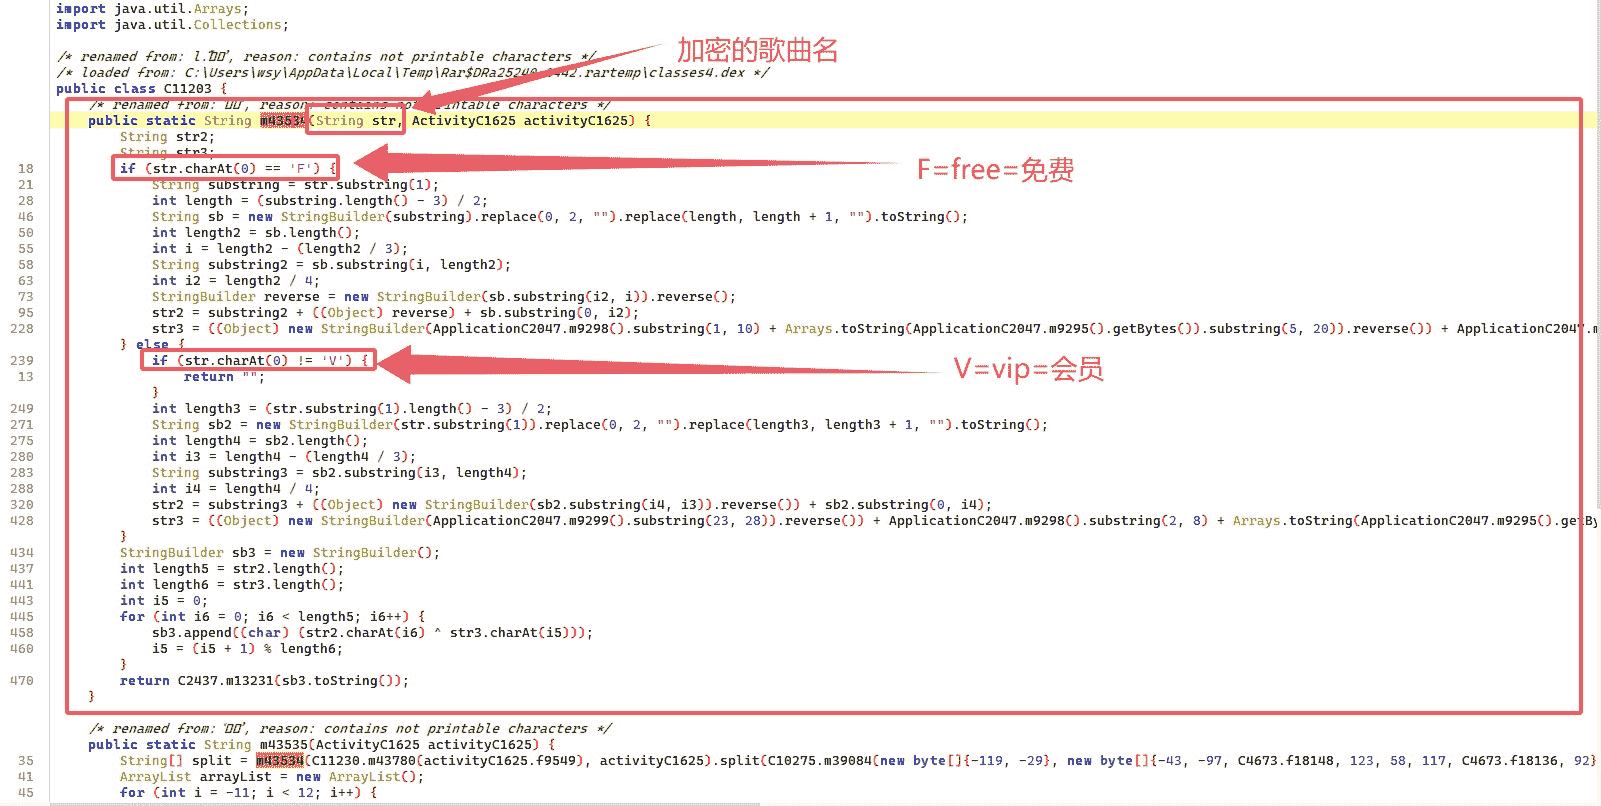 import java.util.Arrays;
import java.util.Collections;
加密的歌曲名
/* renamed from: l., reason: contains not printable characters */
/* loaded from: C:\Users\wsy\AppData\Local\Temp\Rar$DRa25240. .rartemp\classes4.dex */
public class C11203 {
/* renamed from: , reason: contains not printable characters */
public static String m43534(String str, ActivityC1625 activityC1625) {
String str2;
String str3;
18 if (str.charAt(0) == 'F') {
F=free=免费
21 String substring = str.substring(1);
28 int length = (substring.length() - 3) / 2;
46 String sb = new StringBuilder(substring).replace(0, 2, "").replace(length, length + 1, "").toString();
50 int length2 = sb.length();
55 int i = length2 - (length2 / 3);
58 String substring2 = sb.substring(i, length2);
63 int i2 = length2 / 4;
73 StringBuilder reverse = new StringBuilder(sb.substring(i2, i)).reverse();
95 str2 = substring2 + ((Object) reverse) + sb.substring(0, i2);
228 str3 = ((Object) new StringBuilder(ApplicationC2047.m9298().substring(1, 10) + Arrays.toString(ApplicationC2047.m9295().getBytes()).substring(5, 20)).reverse()) + ApplicationC2047.m
} else {
239 if (str.charAt(0) != 'V') {
V=vip=会员
13 return "";
}
249 int length3 = (str.substring(1).length() - 3) / 2;
271 String sb2 = new StringBuilder(str.substring(1)).replace(0, 2, "").replace(length3, length3 + 1, "").toString();
275 int length4 = sb2.length();
280 int i3 = length4 - (length4 / 3);
283 String substring3 = sb2.substring(i3, length4);
288 int i4 = length4 / 4;
320 str2 = substring3 + ((Object) new StringBuilder(sb2.substring(i4, i3)).reverse()) + sb2.substring(0, i4);
428 str3 = ((Object) new StringBuilder(ApplicationC2047.m9299().substring(23, 28)).reverse()) + ApplicationC2047.m9298().substring(2, 8) + Arrays.toString(ApplicationC2047.m9295().getBy
}
434 StringBuilder sb3 = new StringBuilder();
437 int length5 = str2.length();
441 int length6 = str3.length();
443 int i5 = 0;
445 for (int i6 = 0; i6 < length5; i6++) {
458 sb3.append((char) (str2.charAt(i6) ^ str3.charAt(i5)));
460 i5 = (i5 + 1) % length6;
}
470 return C2437.m13231(sb3.toString());
}
/* renamed from: , reason: contains not printable characters */
public static String m43535(ActivityC1625 activityC1625) {
35 String[] split = m43534(C11230.m43780(activityC1625.f9549), activityC1625).split(C10275.m39084(new byte[]{-119, -29}, new byte[]{-43, -97, C4673.f18148, 123, 58, 117, C4673.f18136, 92}
41 ArrayList arrayList = new ArrayList();
45 for (int i = -11; i < 12; i++) {